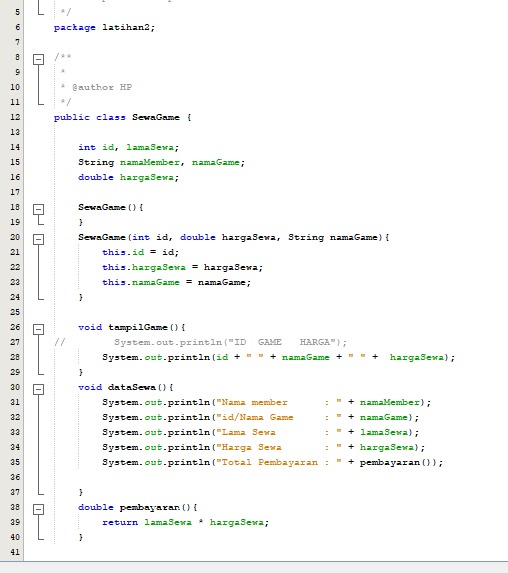 5 */
6 package latihan2;
7
8 /**
9 *
10 * @author HP
11 */
12 public class SewaGame {
13
14 int id, lamaSewa;
15 String namaMember, namaGame;
16 double hargaSewa;
17
18 SewaGame(){
19 }
20 SewaGame(int id, double hargaSewa, String namaGame){
21 this.id = id;
22 this.hargaSewa = hargaSewa;
23 this.namaGame = namaGame;
24 }
25
26 void tampilGame(){
27 // System.out.println("ID GAME HARGA");
28 System.out.println(id + " " + namaGame + " " + hargaSewa);
29 }
30 void dataSewa(){
31 System.out.println("Nama member : " + namaMember);
32 System.out.println("id/Nama Game : " + namaGame);
33 System.out.println("Lama Sewa : " + lamaSewa);
34 System.out.println("Harga Sewa : " + hargaSewa);
35 System.out.println("Total Pembayaran : " + pembayaran());
36
37 }
38 double pembayaran(){
39 return lamaSewa * hargaSewa;
40 }
41